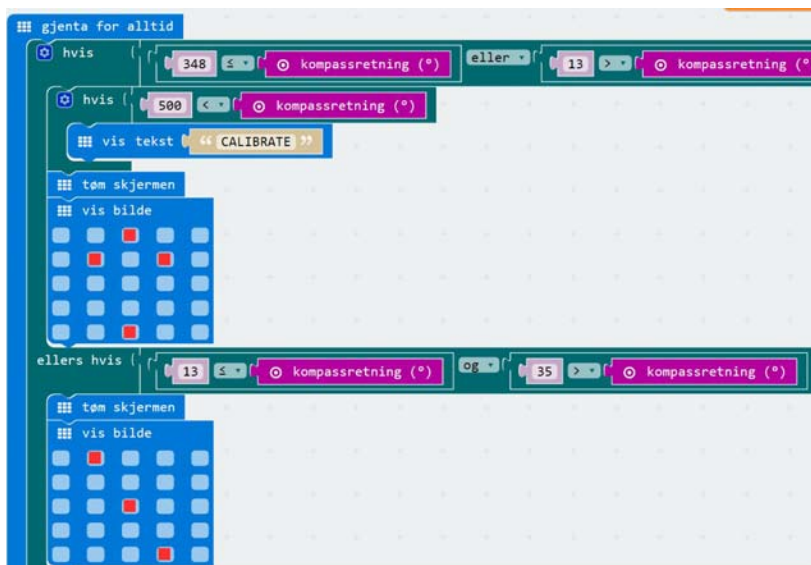 gjenta for alltid
hvis 348 ≤ kompassretning (°) eller 13 > kompassretning (°
hvis 500 < kompassretning (°)
vis tekst “ CALIBRATE ”
tøm skjermen
vis bilde
ellers hvis 13 ≤ kompassretning (°) og 35 > kompassretning (°)
tøm skjermen
vis bilde